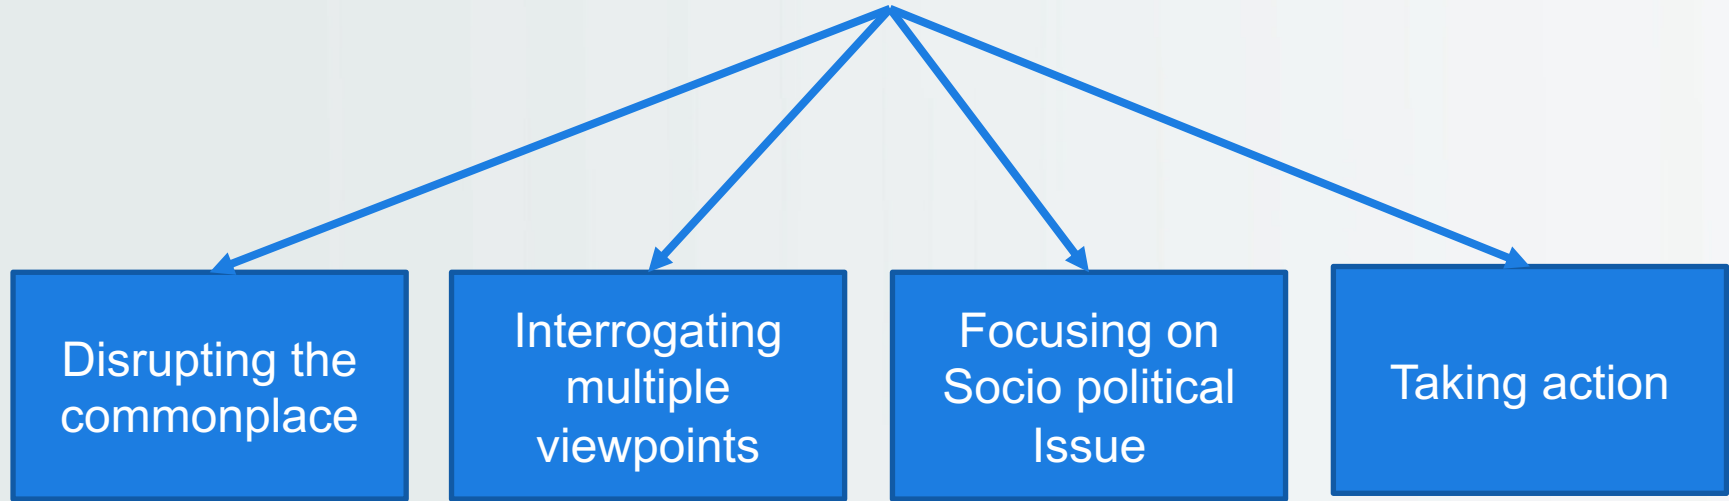 Disrupting the
commonplace
Interrogating
multiple
viewpoints
Focusing on
Socio political
Issue
Taking action